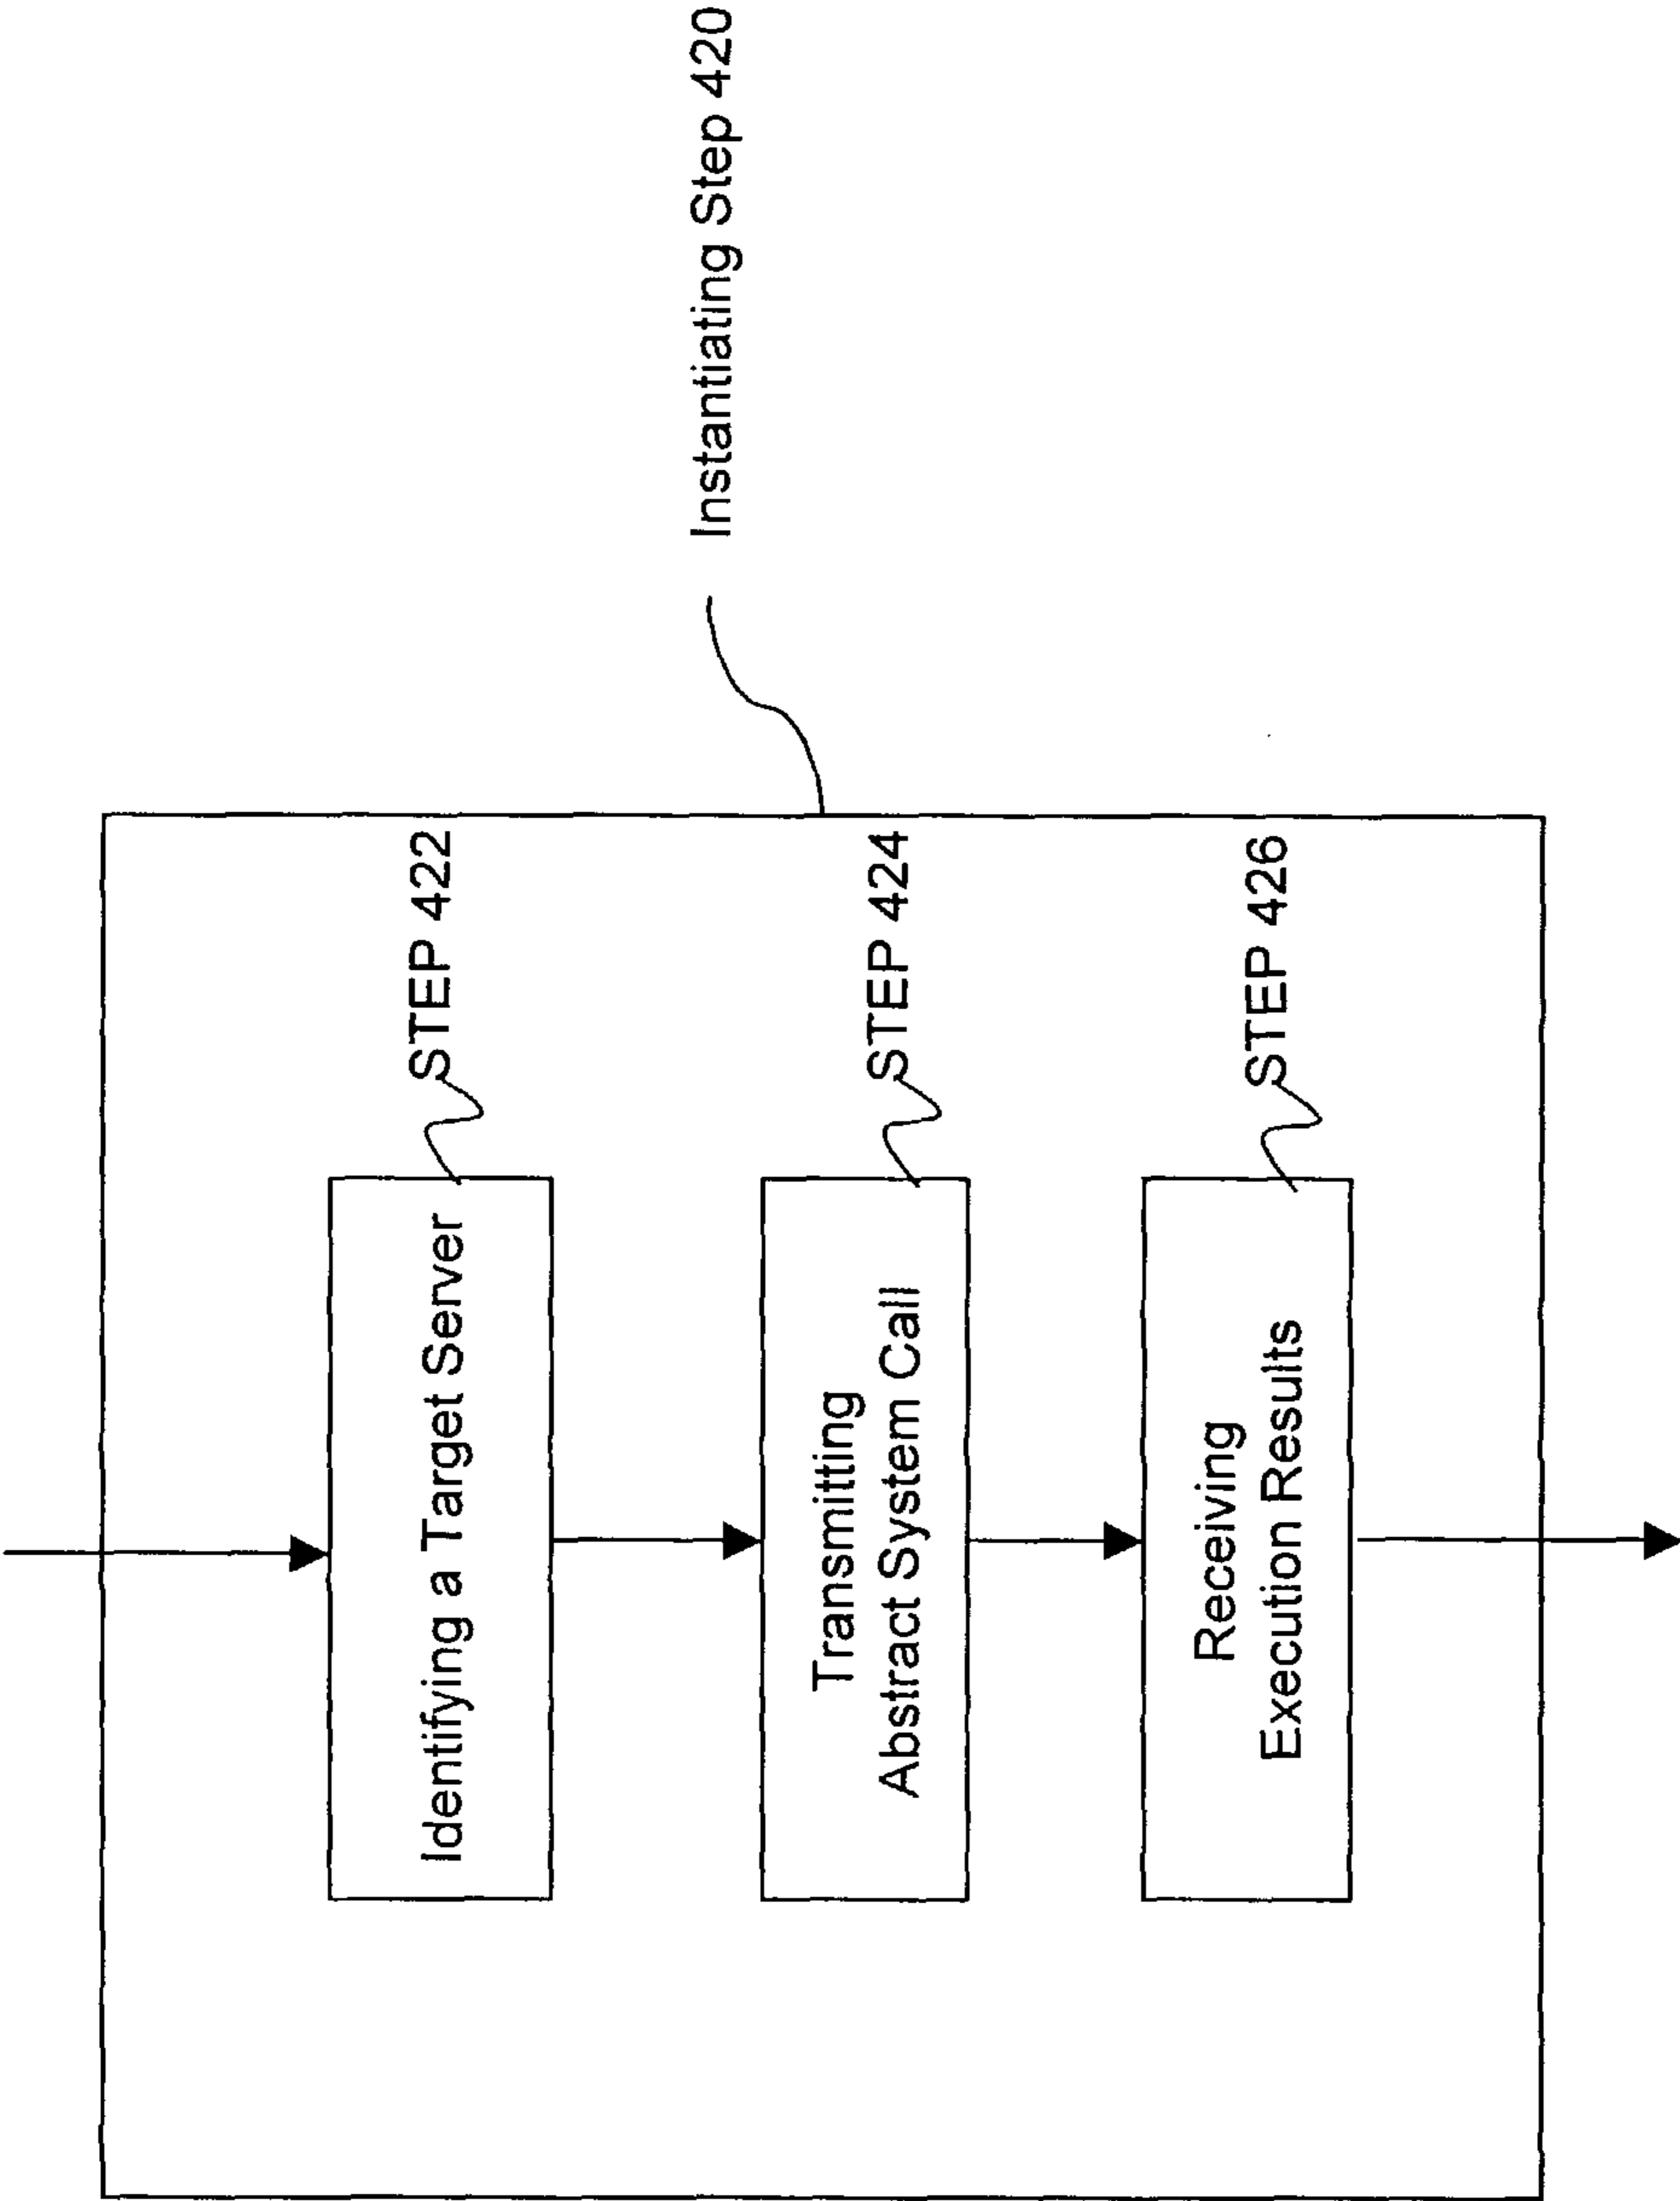 Instantiating Step 420
Identifying a Target Server
STEP 422
Transmitting
Abstract System Call
STEP 424
Receiving
Execution Results
STEP 426